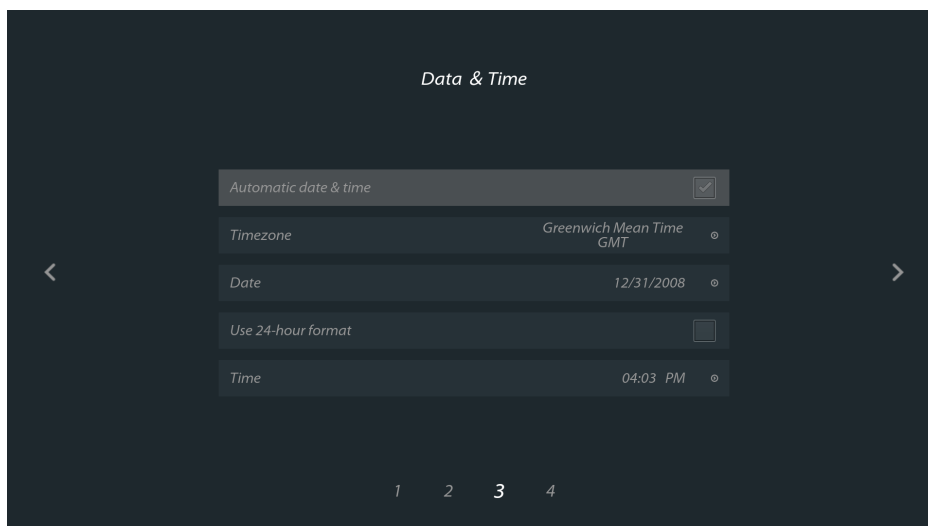 Data & Time
Automatic date & time
Timezone
Greenwich Mean Time
GMT
Date
12/31/2008
Use 24-hour format
Time
04:03 PM
1 2 3 4